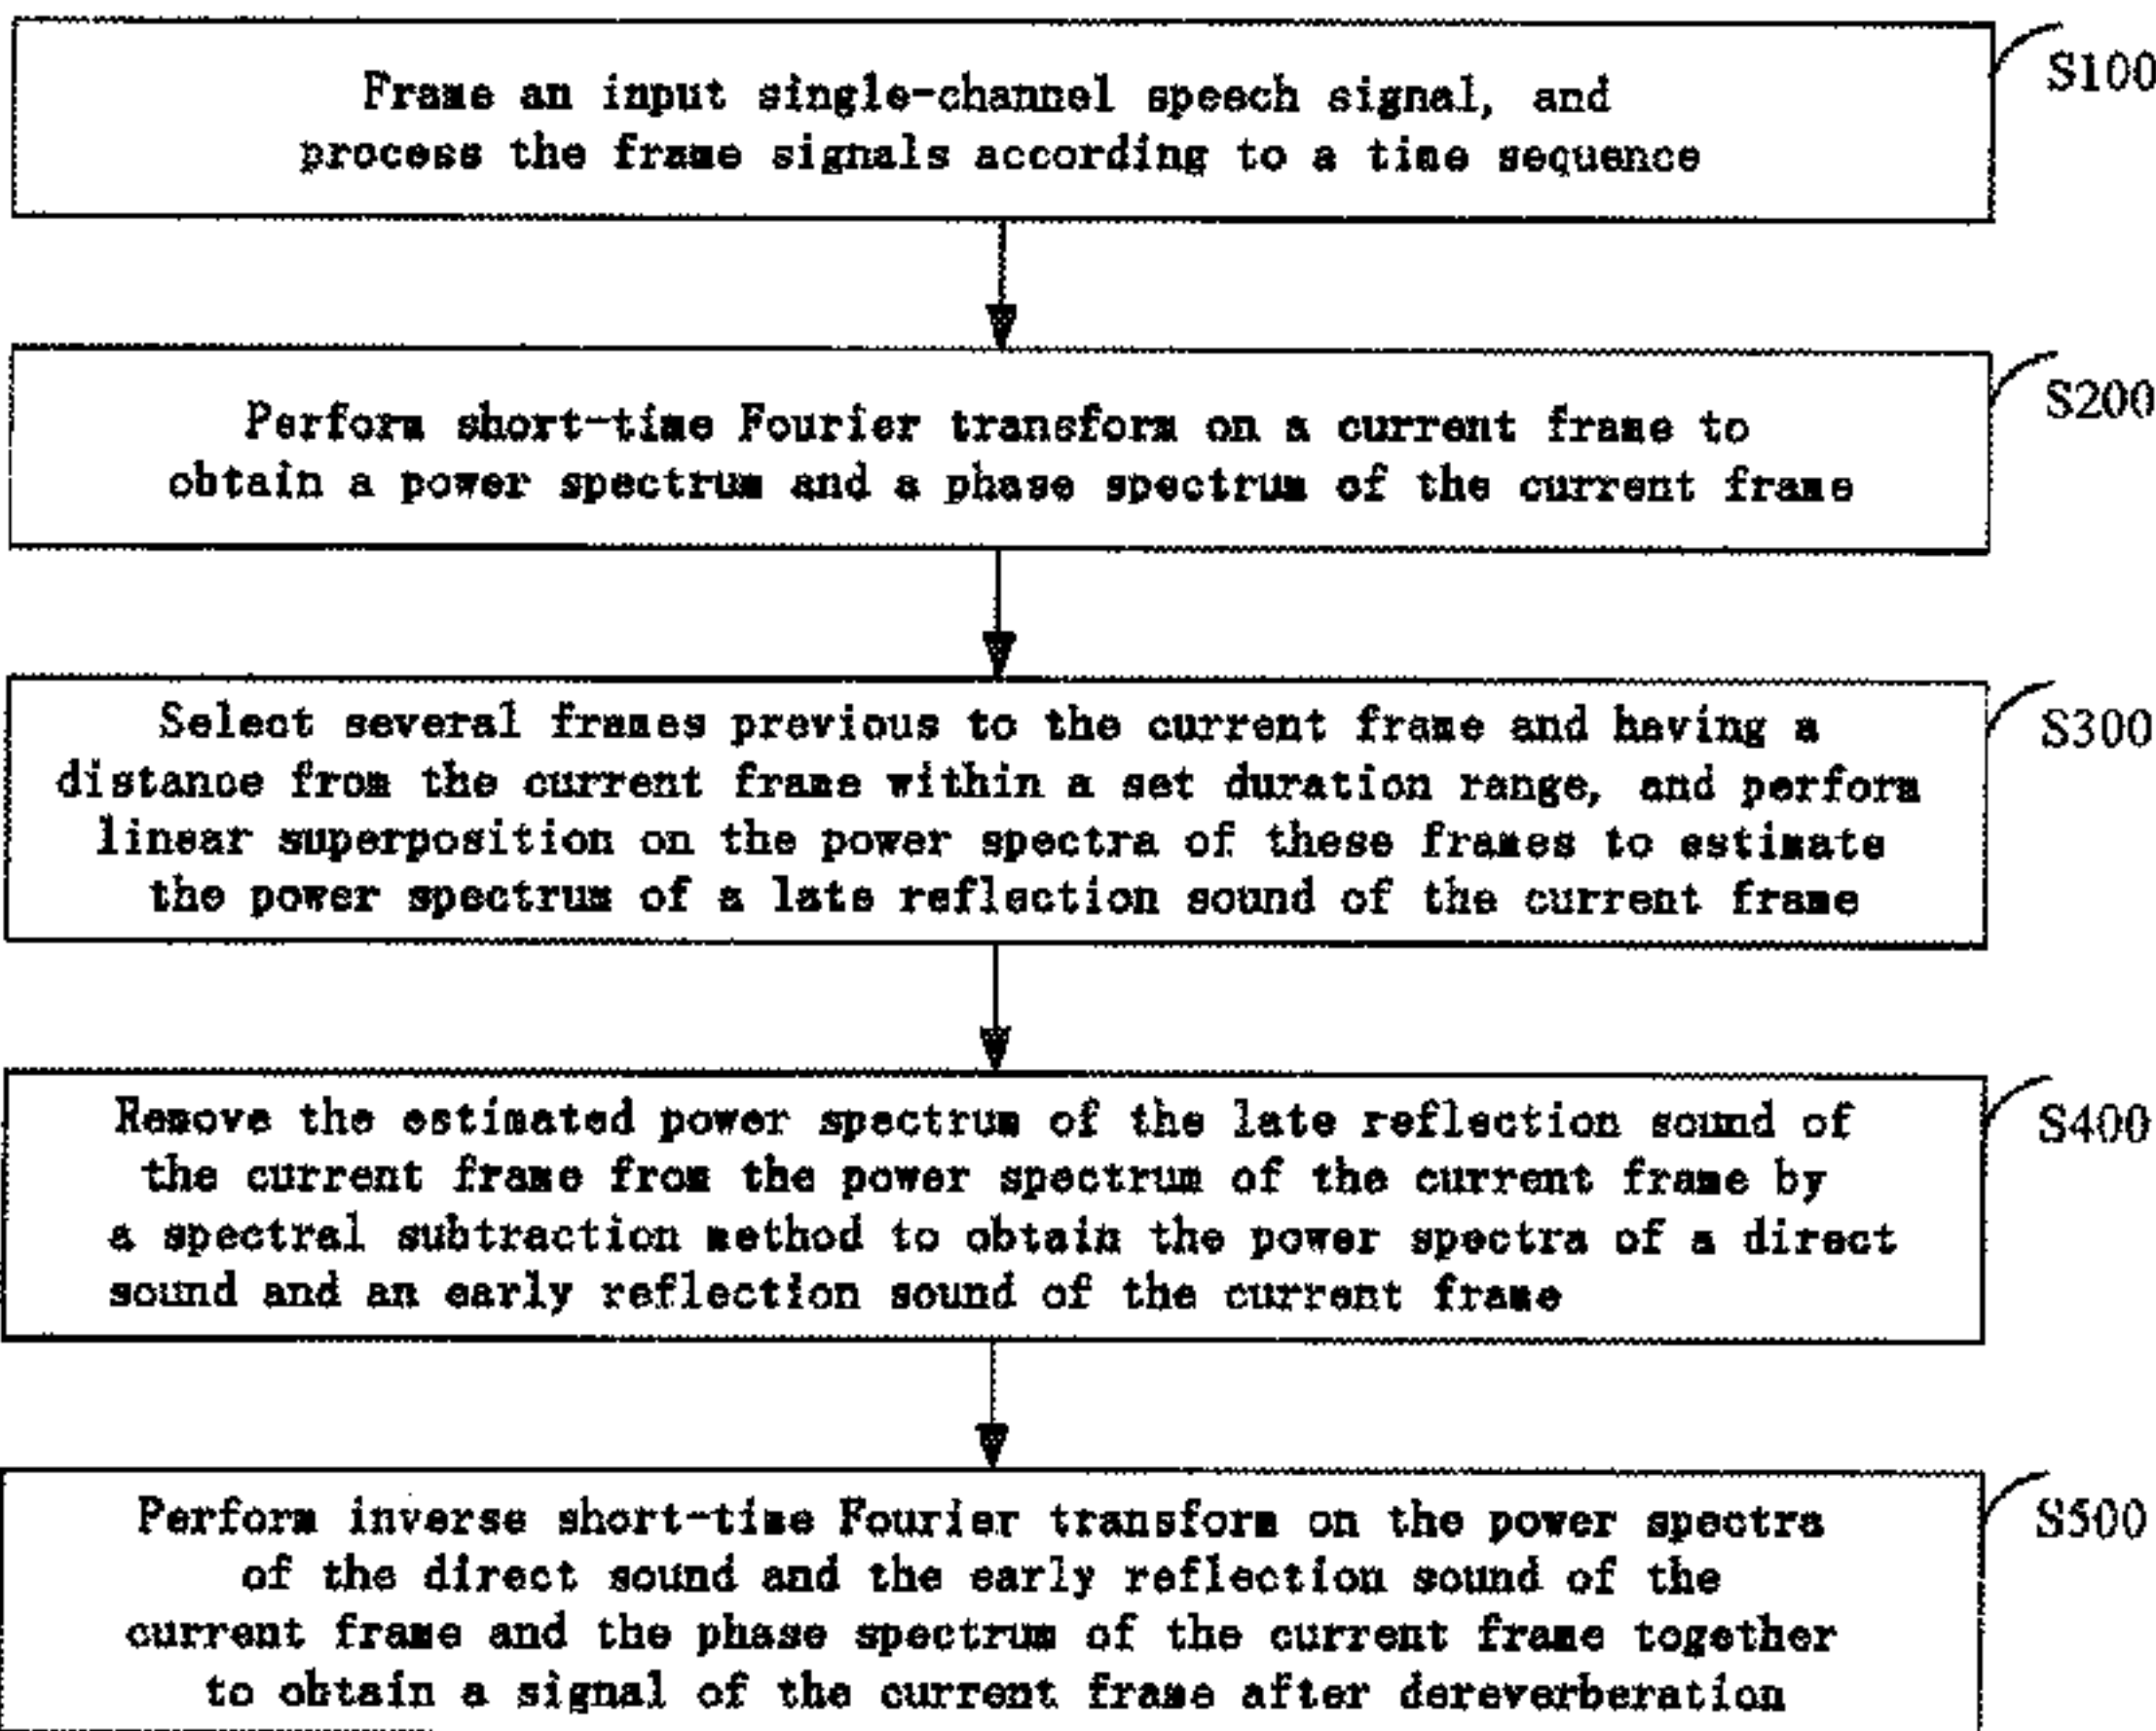 Frame an input single-channel speech signal, and
process the frame signals according to a time sequence
S100
Perform short-time Fourier transform on a current frame to
obtain a power spectrum and a phase spectrum of the current frame
S200
Select several frames previous to the current frame and having a
distance from the current frame within a set duration range, and perform
linear superposition on the power spectra of these frames to estimate
the power spectrum of a late reflection sound of the current frame
S300
Remove the estimated power spectrum of the late reflection sound of
the current frame from the power spectrum of the current frame by
a spectral subtraction method to obtain the power spectra of a direct
sound and an early reflection sound of the current frame
S400
Perform inverse short-time Fourier transform on the power spectra
of the direct sound and the early reflection sound of the
current frame and the phase spectrum of the current frame together
to obtain a signal of the current frame after dereverberation
S500